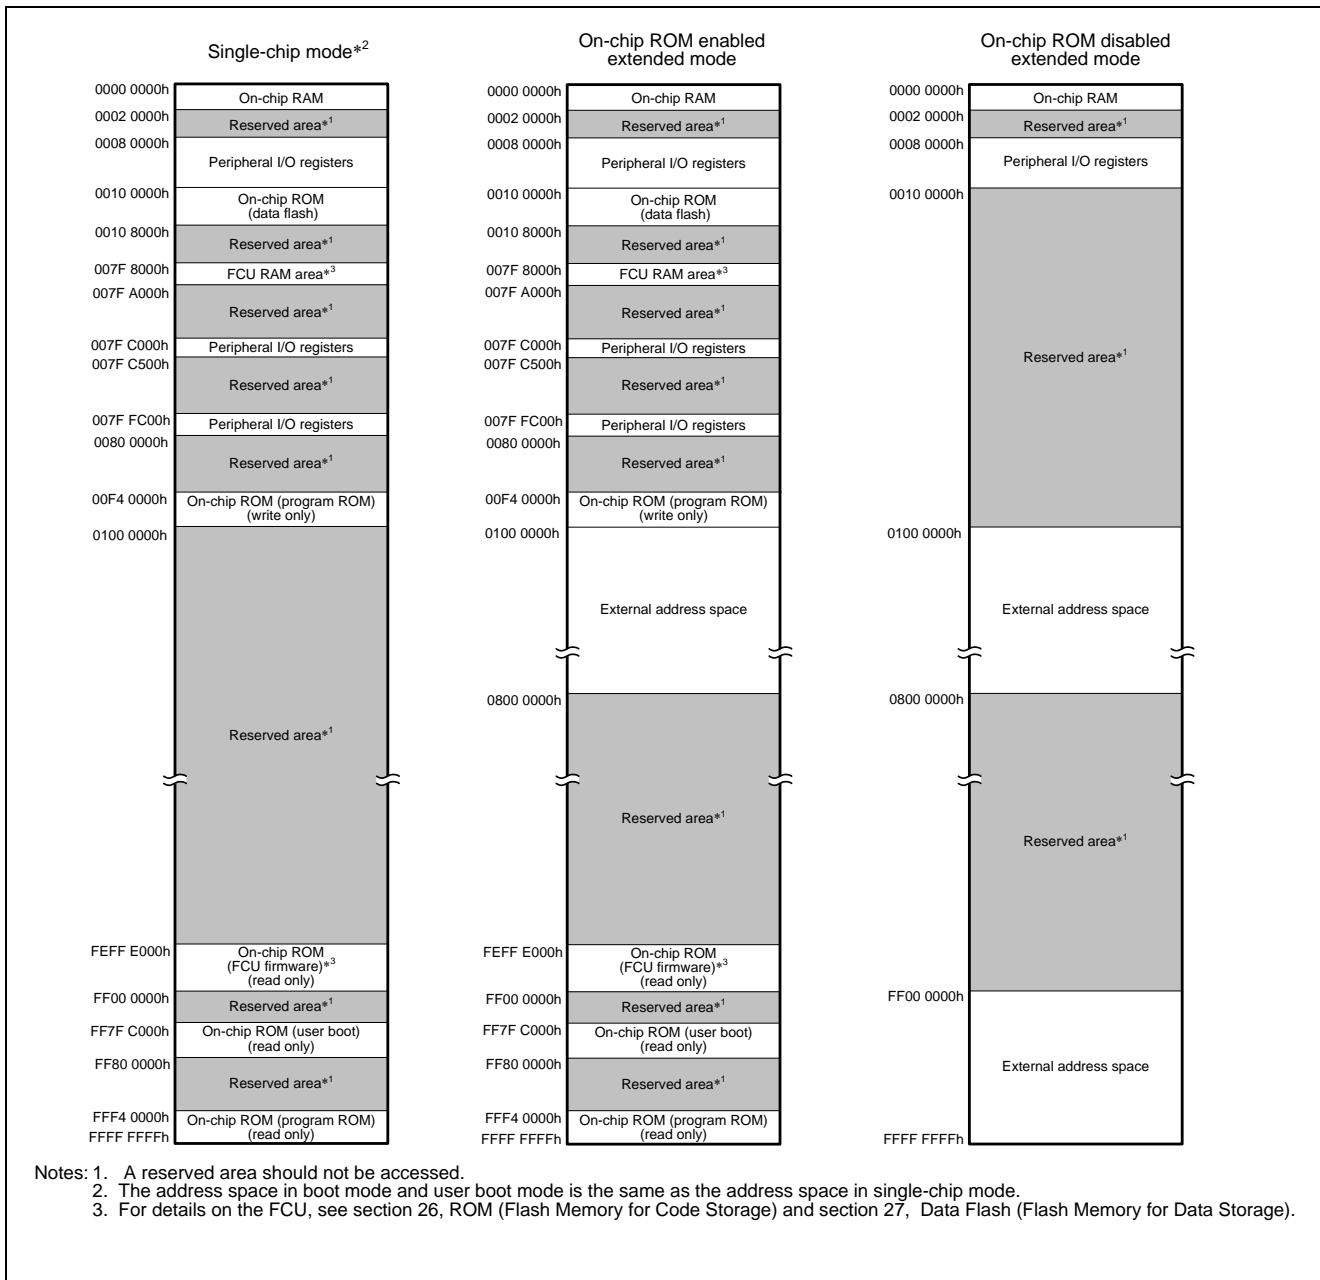 Single-chip mode*2
0000 0000h
On-chip RAM
0002 0000h
Reserved area*1
0008 0000h
Peripheral I/O registers
0010 0000h
On-chip ROM
(data flash)
0010 8000h
Reserved area*1
007F 8000h
FCU RAM area*3
007F A000h
Reserved area*1
007F C000h
Peripheral I/O registers
007F C500h
Reserved area*1
007F FC00h
Peripheral I/O registers
0080 0000h
Reserved area*1
00F4 0000h
On-chip ROM (program ROM)
(write only)
0100 0000h
Reserved area*1
FEFF E000h
On-chip ROM
(FCU firmware)*3
(read only)
FF00 0000h
Reserved area*1
FF7F C000h
On-chip ROM (user boot)
(read only)
FF80 0000h
Reserved area*1
FFF4 0000h
On-chip ROM (program ROM)
(read only)
FFFF FFFFh
On-chip ROM enabled
extended mode
0000 0000h
On-chip RAM
0002 0000h
Reserved area*1
0008 0000h
Peripheral I/O registers
0010 0000h
On-chip ROM
(data flash)
0010 8000h
Reserved area*1
007F 8000h
FCU RAM area*3
007F A000h
Reserved area*1
007F C000h
Peripheral I/O registers
007F C500h
Reserved area*1
007F FC00h
Peripheral I/O registers
0080 0000h
Reserved area*1
00F4 0000h
On-chip ROM (program ROM)
(write only)
0100 0000h
External address space
0800 0000h
Reserved area*1
FEFF E000h
On-chip ROM
(FCU firmware)*3
(read only)
FF00 0000h
Reserved area*1
FF7F C000h
On-chip ROM (user boot)
(read only)
FF80 0000h
Reserved area*1
FFF4 0000h
On-chip ROM (program ROM)
(read only)
FFFF FFFFh
On-chip ROM disabled
extended mode
0000 0000h
On-chip RAM
0002 0000h
Reserved area*1
0008 0000h
Peripheral I/O registers
0010 0000h
Reserved area*1
0100 0000h
External address space
0800 0000h
Reserved area*1
FF00 0000h
External address space
FFFF FFFFh
Notes: 1. A reserved area should not be accessed.
2. The address space in boot mode and user boot mode is the same as the address space in single-chip mode.
3. For details on the FCU, see section 26, ROM (Flash Memory for Code Storage) and section 27, Data Flash (Flash Memory for Data Storage).